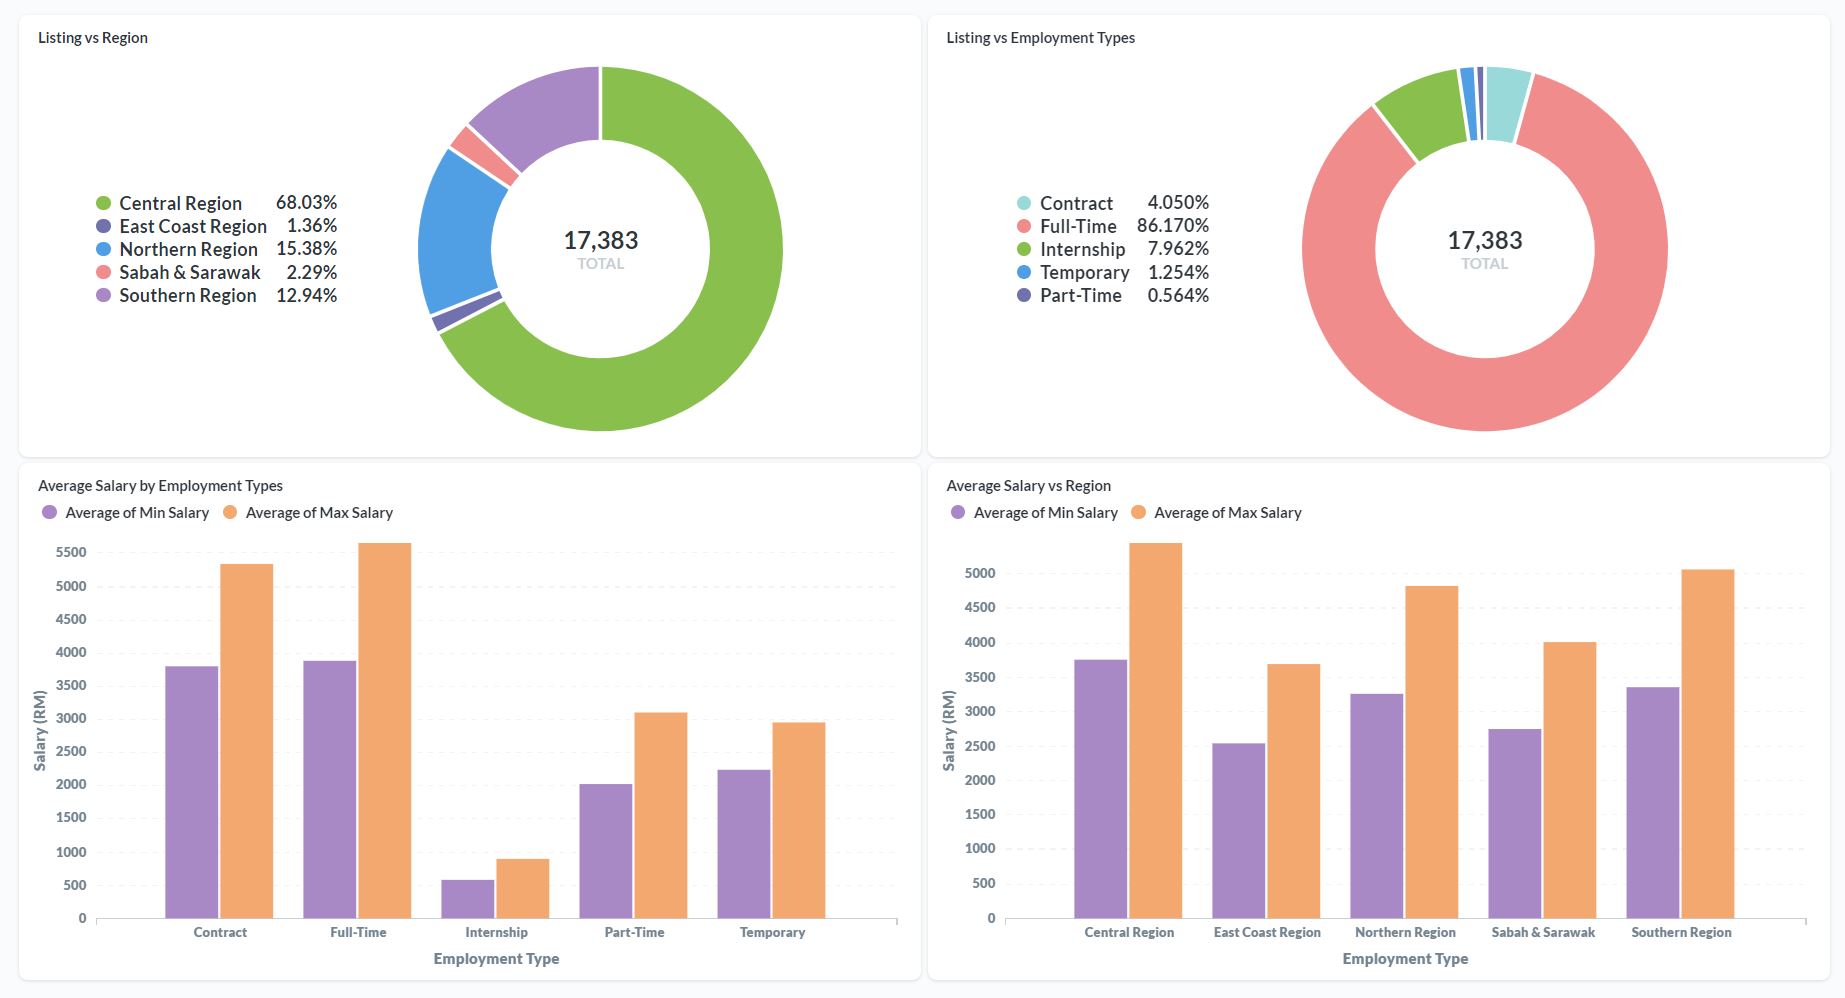 Listing vs Region
Central Region 68.03%
East Coast Region 1.36%
Northern Region 15.38%
Sabah & Sarawak 2.29%
Southern Region 12.94%
17,383
TOTAL
Listing vs Employment Types
Contract 4.050%
Full-Time 86.170%
Internship 7.962%
Temporary 1.254%
Part-Time 0.564%
17,383
TOTAL
Average Salary by Employment Types
Average of Min Salary Average of Max Salary
Salary (RM)
5500
5000
4500
4000
3500
3000
2500
2000
1500
1000
500
0
Contract Full-Time Internship Part-Time Temporary
Employment Type
Average Salary vs Region
Average of Min Salary Average of Max Salary
Salary (RM)
5000
4500
4000
3500
3000
2500
2000
1500
1000
500
0
Central Region East Coast Region Northern Region Sabah & Sarawak Southern Region
Employment Type